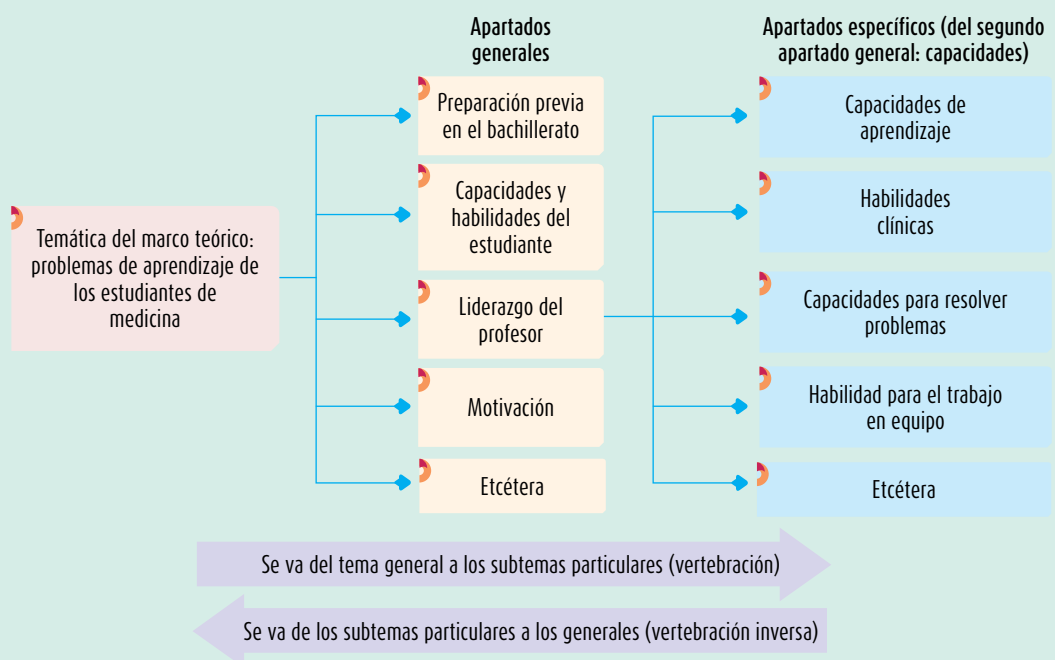 Apartados
generales
Apartados específicos (del segundo
apartado general: capacidades)
Temática del marco teórico:
problemas de aprendizaje de
los estudiantes de
medicina
Preparación previa
en el bachillerato
Capacidades y
habilidades del
estudiante
Liderazgo del
profesor
Motivación
Etcétera
Capacidades de
aprendizaje
Habilidades
clínicas
Capacidades para resolver
problemas
Habilidad para el trabajo
en equipo
Etcétera
Se va del tema general a los subtemas particulares (vertebración)
Se va de los subtemas particulares a los generales (vertebración inversa)